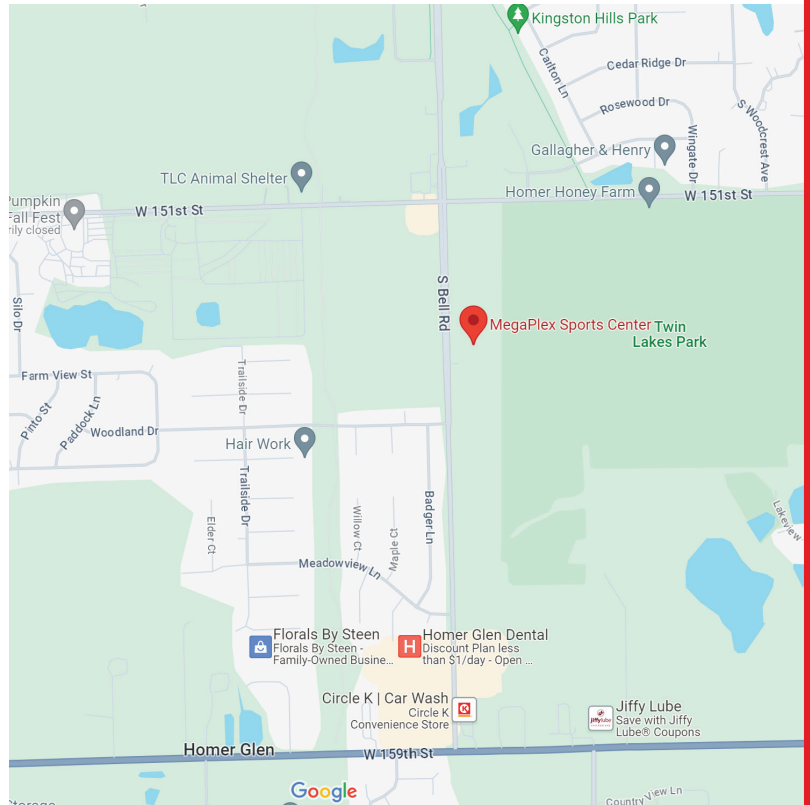 Kingston Hills Park
Carlton Ln
Cedar Ridge Dr
Rosewood Dr
S Woodcrest Ave
Wingate Dr
Gallagher & Henry
TLC Animal Shelter
Homer Honey Farm
W 151st St
Pumpkin
Fall Fest
rily closed
W 151st St
S Bell Rd
Silo Dr
MegaPlex Sports Center
Twin
Lakes Park
Farm View St
Trailside Dr
Pinto St
Paddock Ln
Woodland Dr
Hair Work
Trailside Dr
Badger Ln
Willow Ct
Maple Ct
Elder Ct
Lakeview
Meadowview Ln
Florals By Steen
Florals By Steen -
Family-Owned Busine...
H
Homer Glen Dental
Discount Plan less
than $1/day - Open ...
Circle K | Car Wash
Circle K
Convenience Store
K
jiffylube
Jiffy Lube
Save with Jiffy
Lube® Coupons
Homer Glen
W 159th St
Google
Country View Ln
Storage